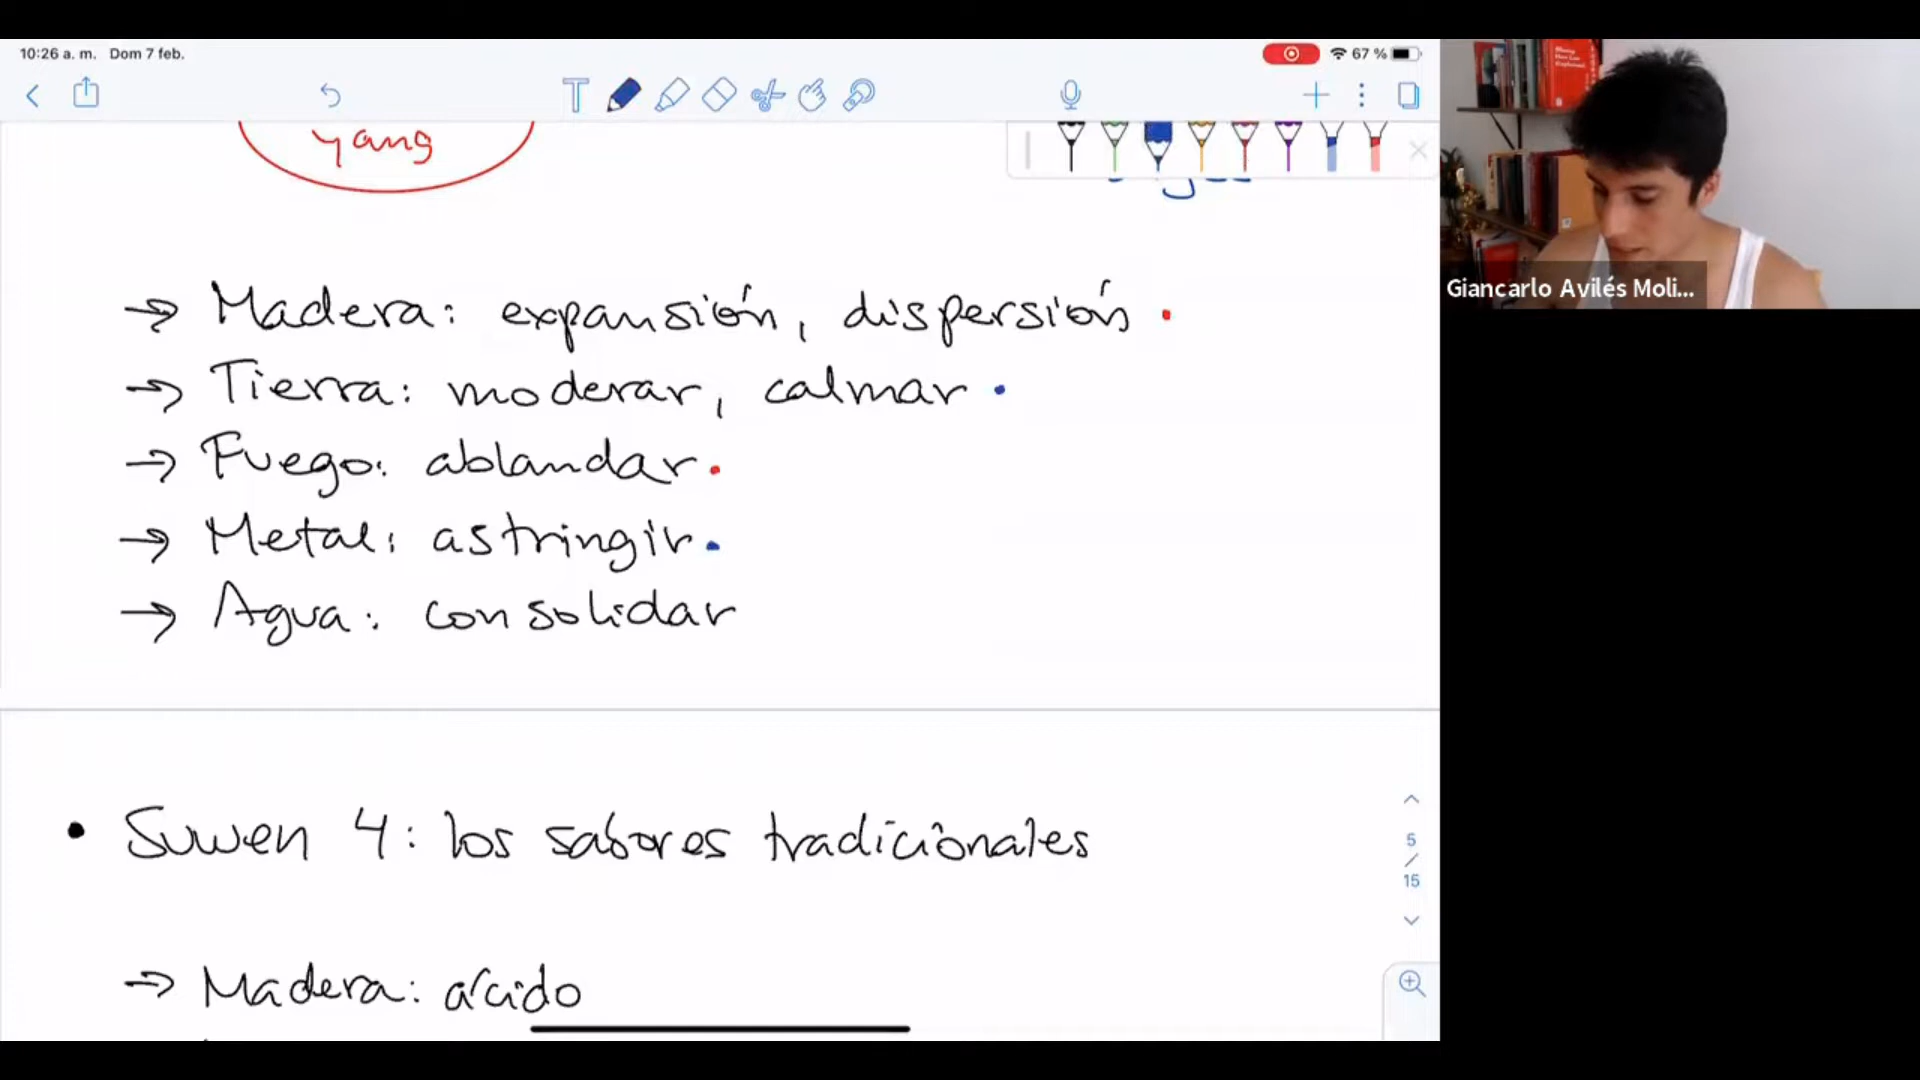 10:26 a. m. Dom 7 feb.
67 %
yang
→ Madera: expansión, dispersión
→ Tierra: moderar, calmar
→ Fuego: ablandar
→ Metal: astringir
→ Agua: consolidar
• Suwen 4: los sabores tradicionales
→ Madera: ácido
5
/
15
Giancarlo Avilés Moli...